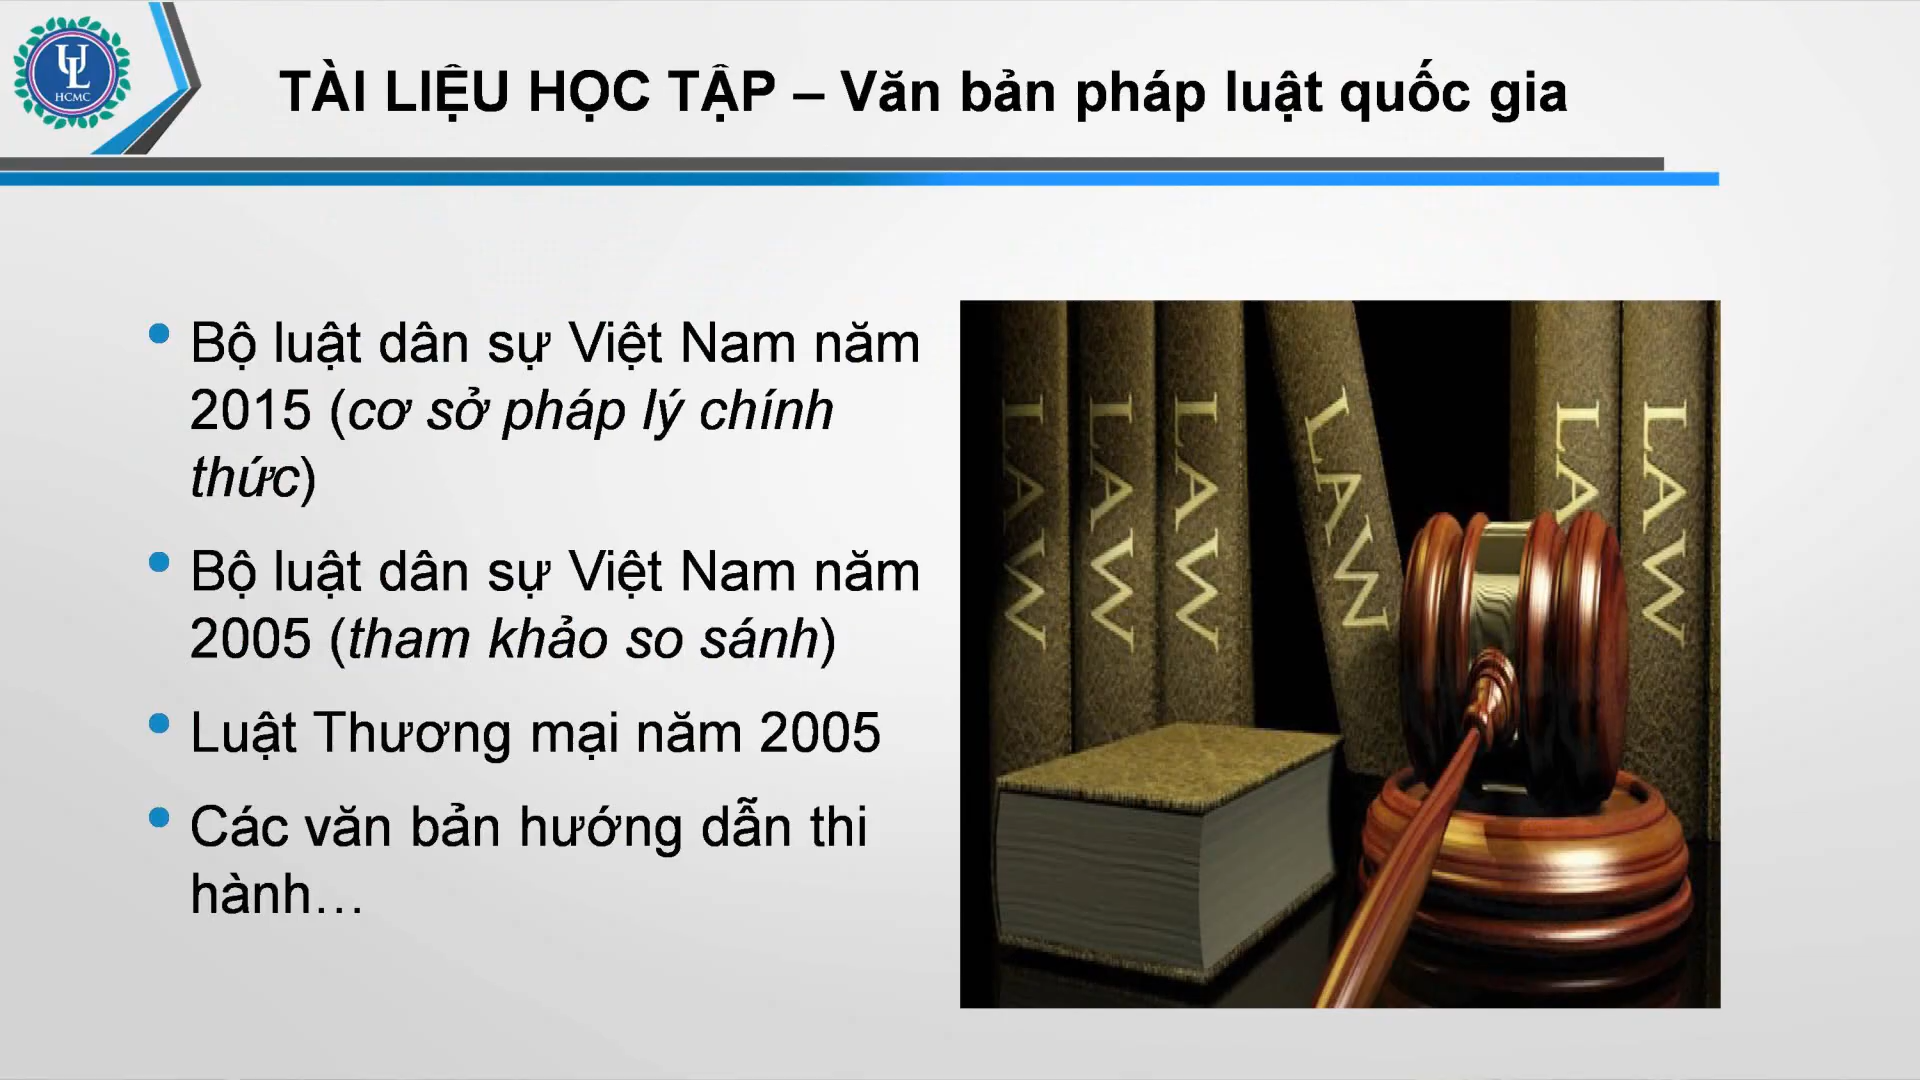 UL
HCMC
TÀI LIỆU HỌC TẬP – Văn bản pháp luật quốc gia
• Bộ luật dân sự Việt Nam năm
2015 (cơ sở pháp lý chính
thức)
• Bộ luật dân sự Việt Nam năm
2005 (tham khảo so sánh)
• Luật Thương mại năm 2005
• Các văn bản hướng dẫn thi
hành…
LAW
LAW
LAW
LAW
LAW
LAW